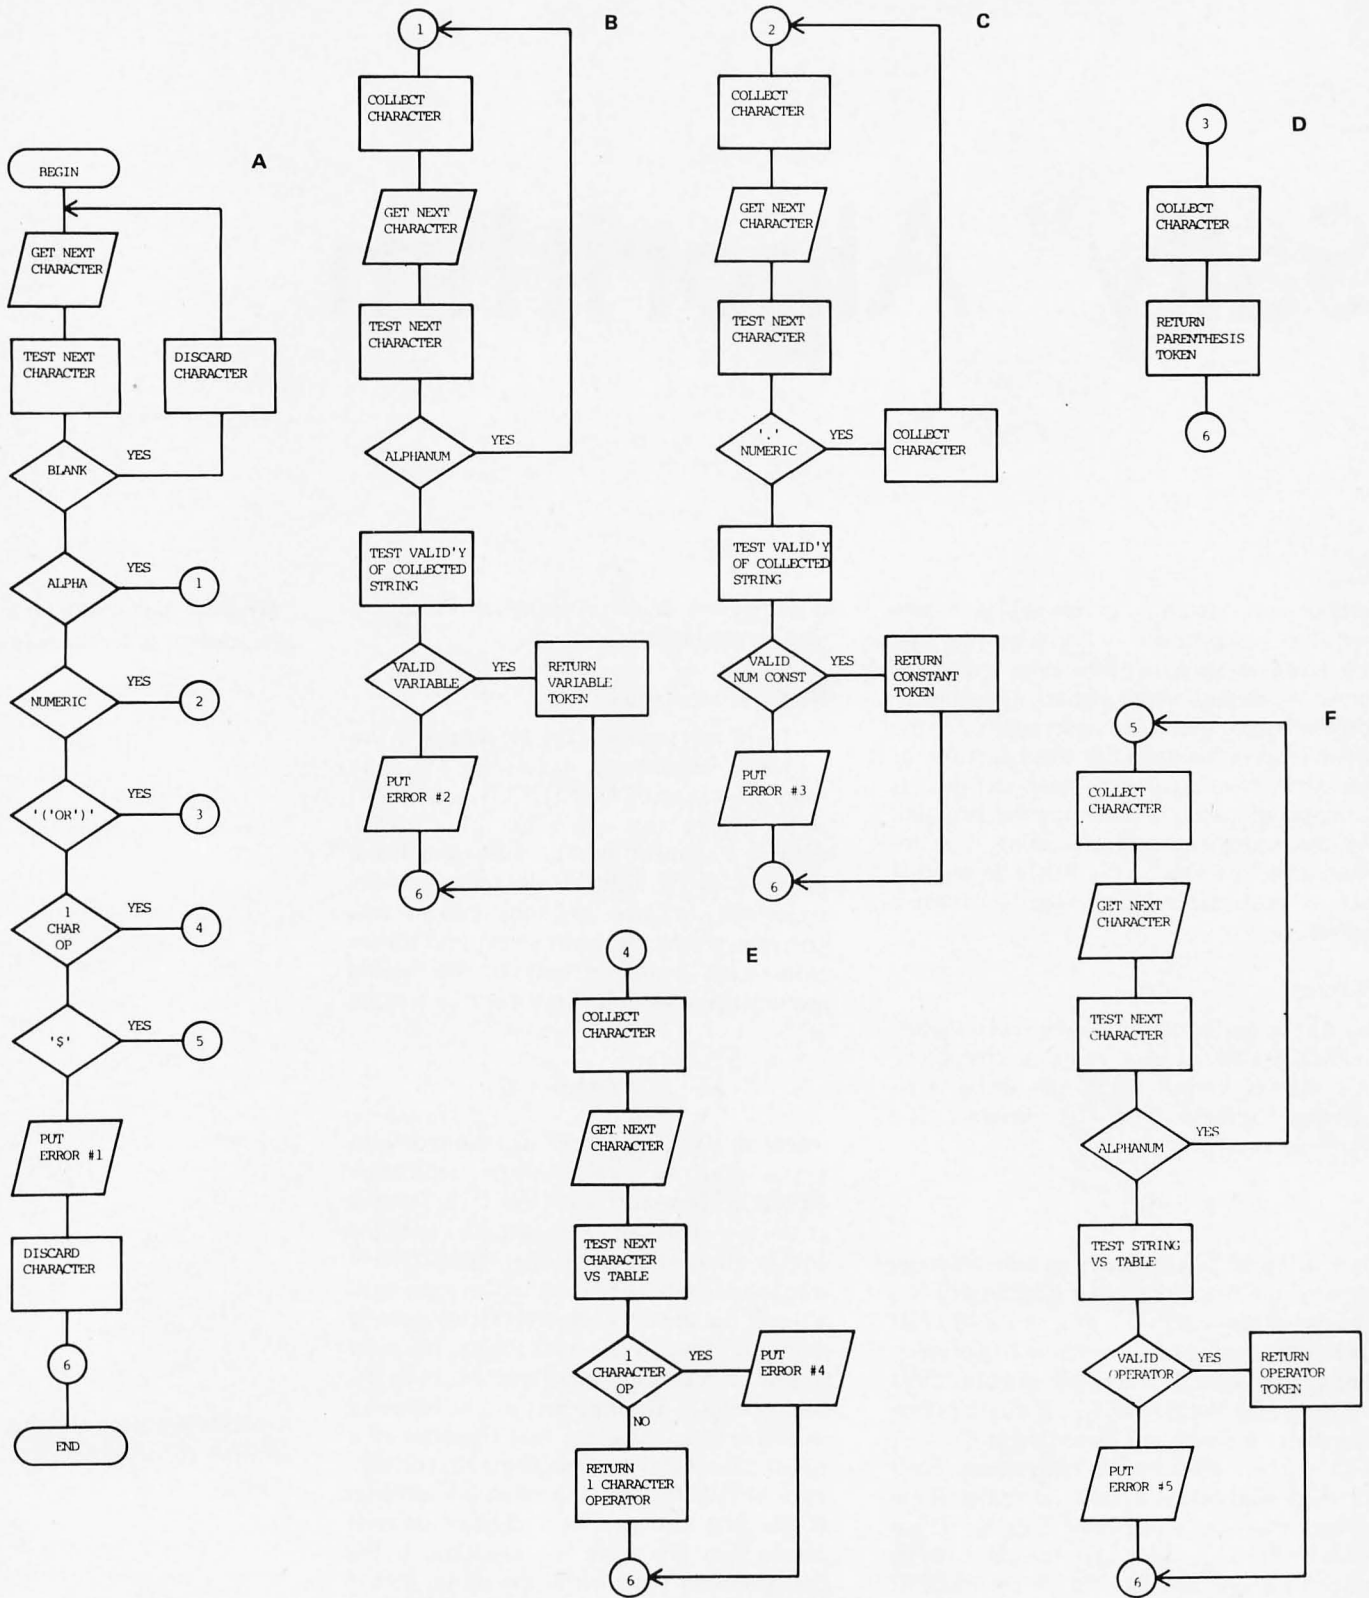 A
BEGIN
GET NEXT
CHARACTER
TEST NEXT
CHARACTER
DISCARD
CHARACTER
BLANK
YES
ALPHA
YES
1
NUMERIC
YES
2
'('OR')'
YES
3
1
CHAR
OP
YES
4
'$'
YES
5
PUT
ERROR #1
DISCARD
CHARACTER
6
END
B
1
COLLECT
CHARACTER
GET NEXT
CHARACTER
TEST NEXT
CHARACTER
ALPHANUM
YES
TEST VALID'Y
OF COLLECTED
STRING
VALID
VARIABLE
YES
RETURN
VARIABLE
TOKEN
PUT
ERROR #2
6
C
2
COLLECT
CHARACTER
GET NEXT
CHARACTER
TEST NEXT
CHARACTER
'.'
NUMERIC
YES
COLLECT
CHARACTER
TEST VALID'Y
OF COLLECTED
STRING
VALID
NUM CONST
YES
RETURN
CONSTANT
TOKEN
PUT
ERROR #3
6
D
3
COLLECT
CHARACTER
RETURN
PARENTHESIS
TOKEN
6
E
4
COLLECT
CHARACTER
GET NEXT
CHARACTER
TEST NEXT
CHARACTER
VS TABLE
1
CHARACTER
OP
YES
PUT
ERROR #4
NO
RETURN
1 CHARACTER
OPERATOR
6
F
5
COLLECT
CHARACTER
GET NEXT
CHARACTER
TEST NEXT
CHARACTER
ALPHANUM
YES
TEST STRING
VS TABLE
VALID
OPERATOR
YES
RETURN
OPERATOR
TOKEN
PUT
ERROR #5
6